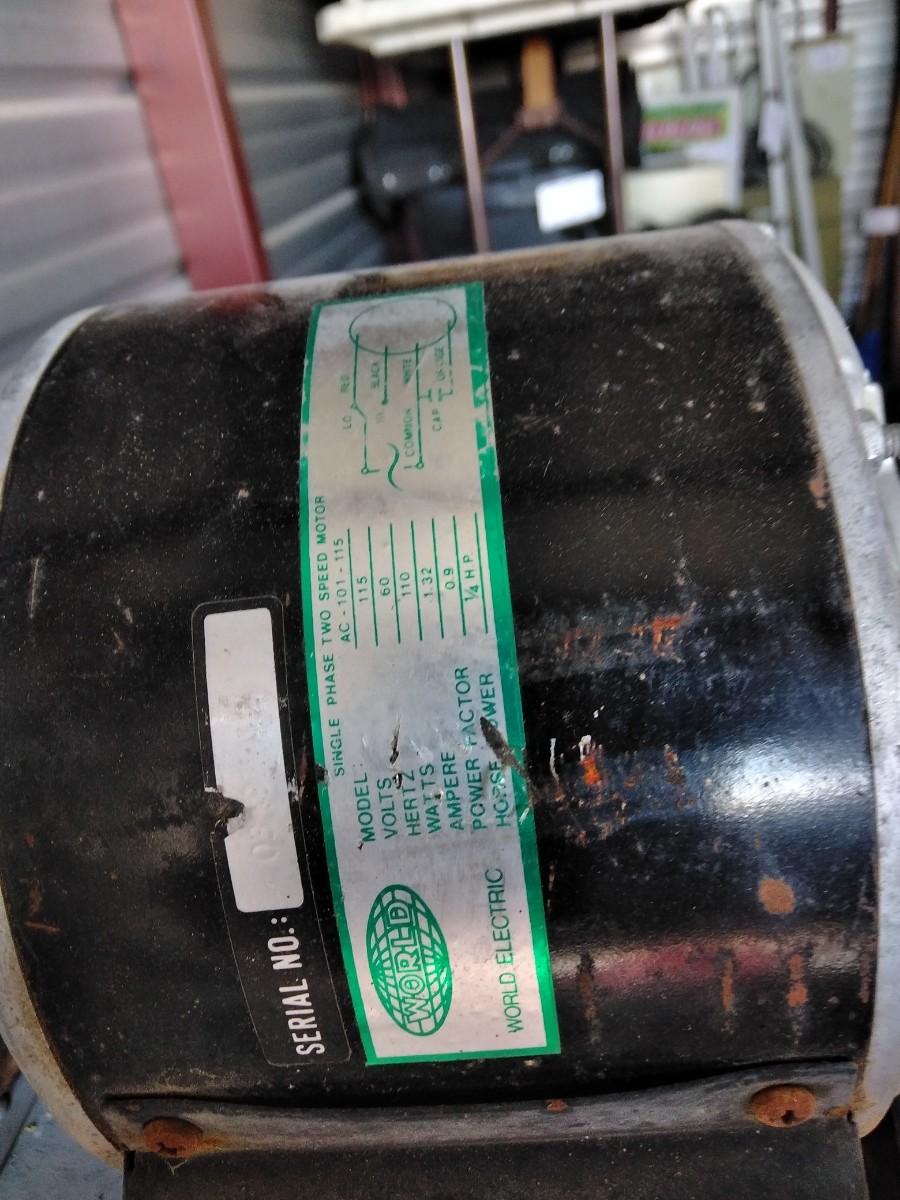 SINGLE PHASE TWO SPEED MOTOR
MODEL : AC - 101 - 115
VOLTS 115
HERTZ 60
WATTS 110
AMPERE 1.32
POWER FACTOR 0.9
HORSE POWER 1/4 H.P.
LO RED
BLACK
COMMON WHITE
CAP ORANGE
WORLD
WORLD ELECTRIC
SERIAL NO.: